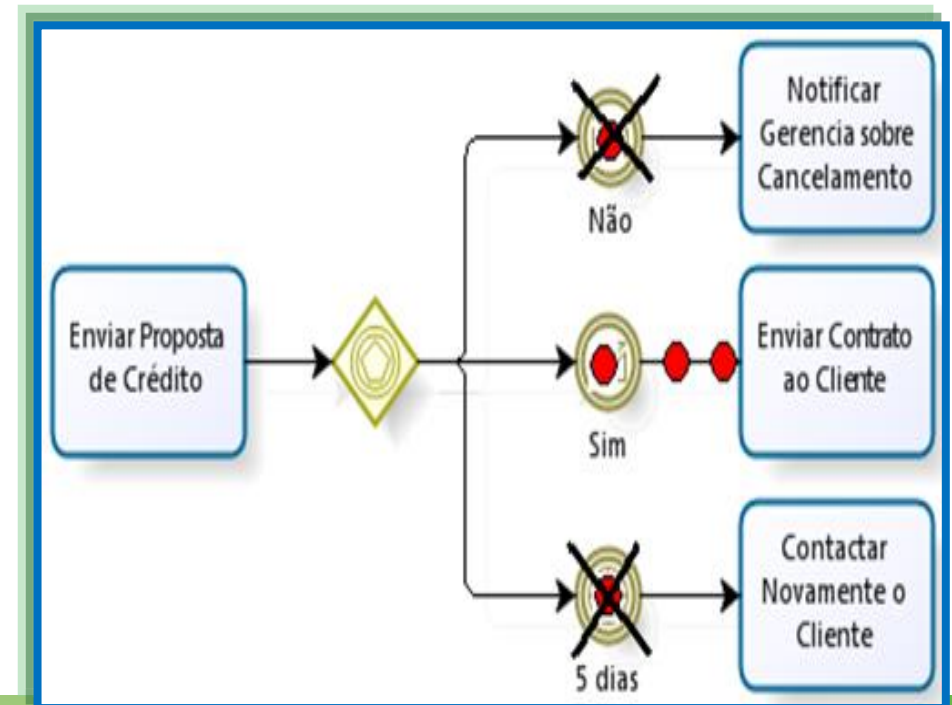 Notificar
Gerencia sobre
Cancelamento
Não
Enviar Proposta
de Crédito
Enviar Contrato
ao Cliente
Sim
Contactar
Novamente o
Cliente
5 dias